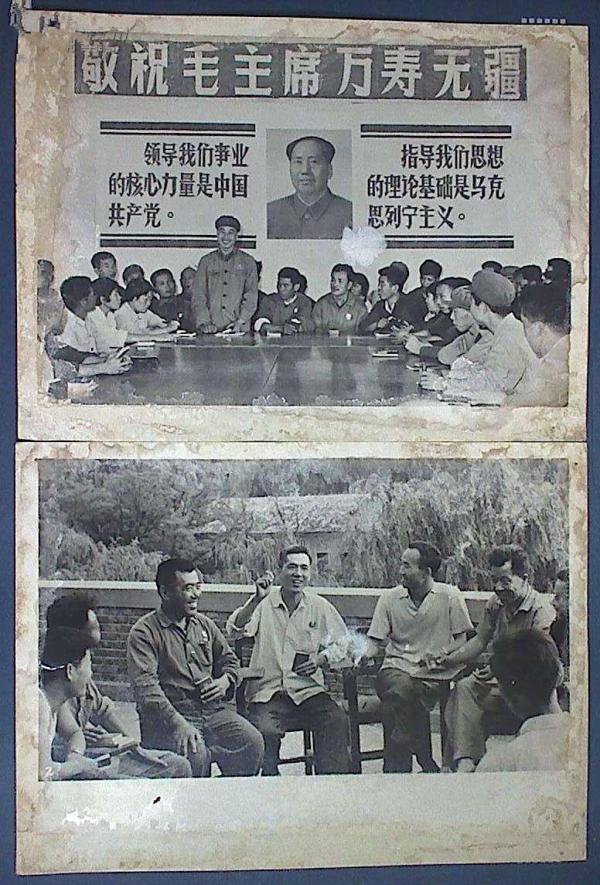 敬祝毛主席万寿无疆
领导我们事业
的核心力量是中国
共产党。
指导我们思想
的理论基础是马克
思列宁主义。
2